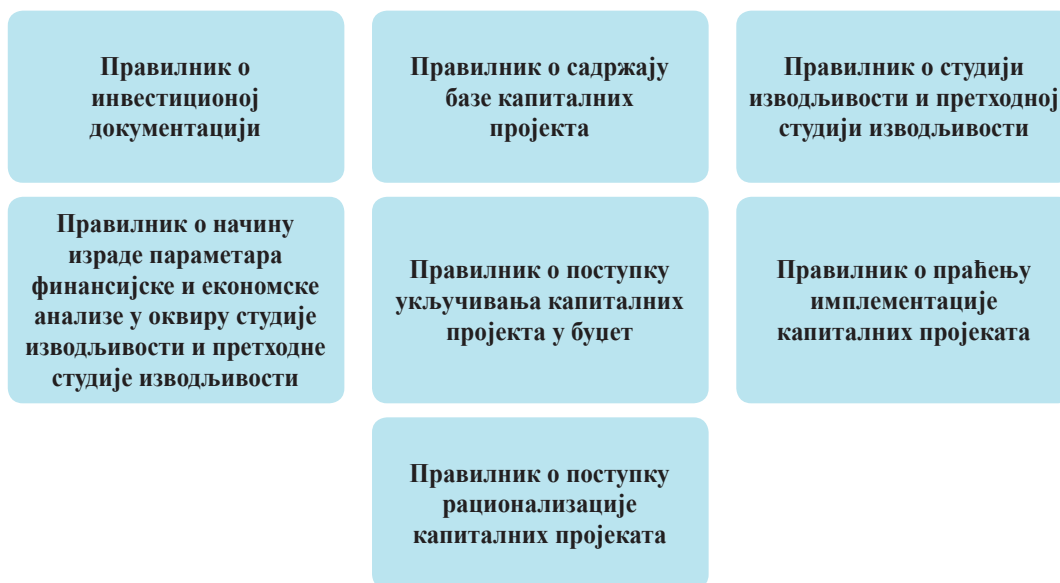 Правилник о
инвестиционој
документацији
Правилник о садржају
базе капиталних
пројекта
Правилник о студији
изводљивости и претходној
студији изводљивости
Правилник о начину
израде параметара
финансијске и економске
анализе у оквиру студије
изводљивости и претходне
студије изводљивости
Правилник о поступку
укључивања капиталних
пројекта у буџет
Правилник о праћењу
имплементације
капиталних пројеката
Правилник о поступку
рационализације
капиталних пројеката